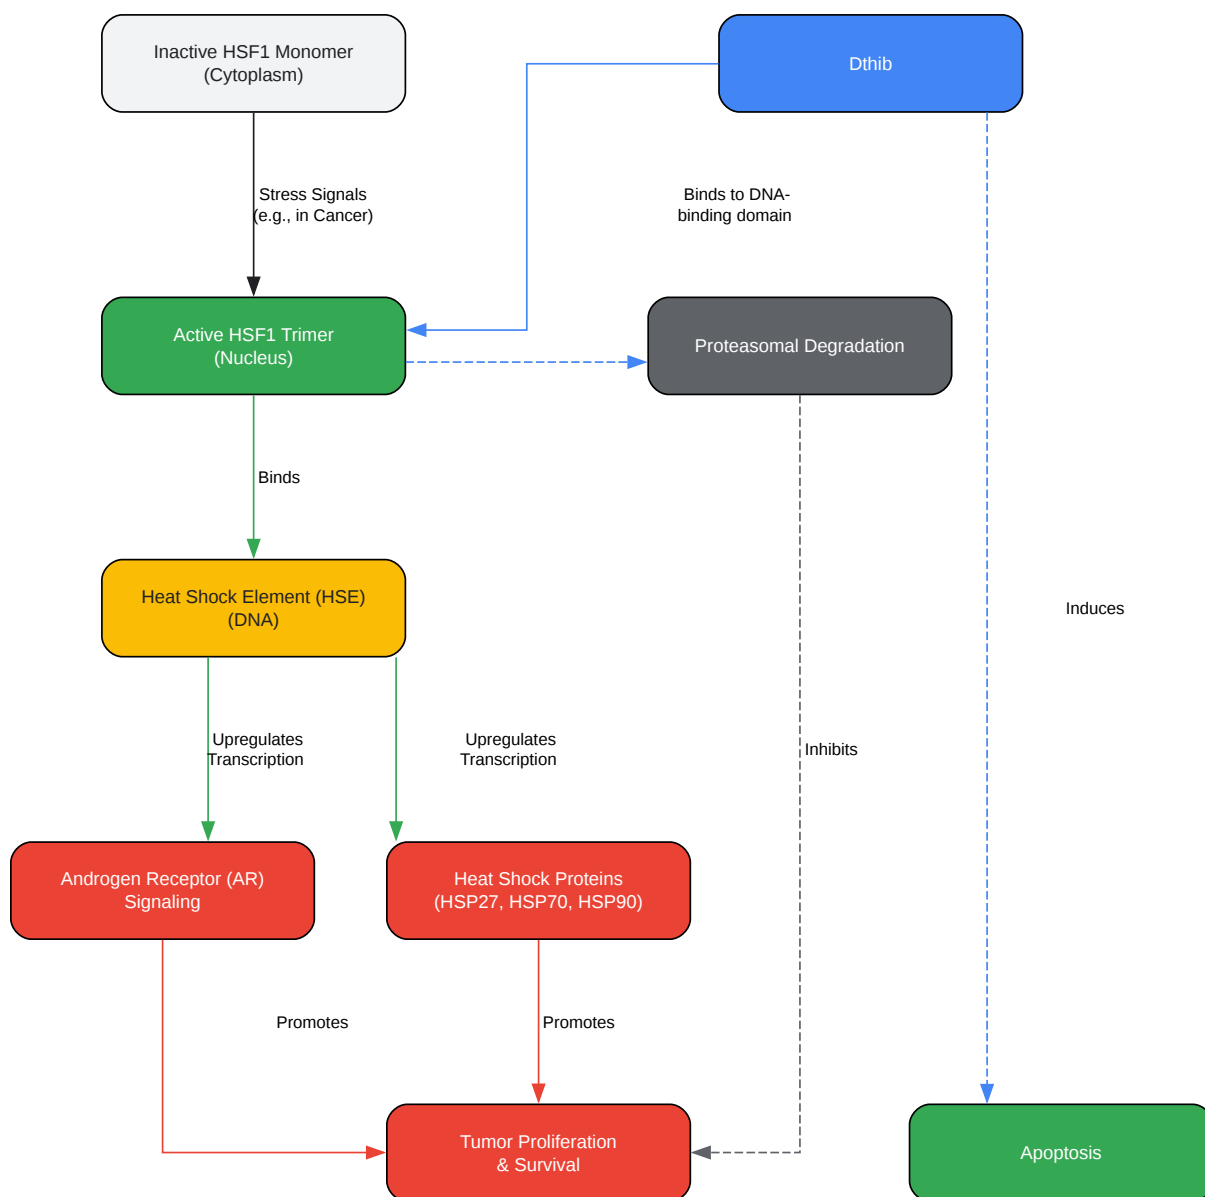 Inactive HSF1 Monomer
(Cytoplasm)
Dthib
Stress Signals
(e.g., in Cancer)
Binds to DNA-
binding domain
Active HSF1 Trimer
(Nucleus)
Proteasomal Degradation
Binds
Heat Shock Element (HSE)
(DNA)
Induces
Upregulates
Transcription
Upregulates
Transcription
Inhibits
Androgen Receptor (AR)
Signaling
Heat Shock Proteins
(HSP27, HSP70, HSP90)
Promotes
Promotes
Tumor Proliferation
& Survival
Apoptosis